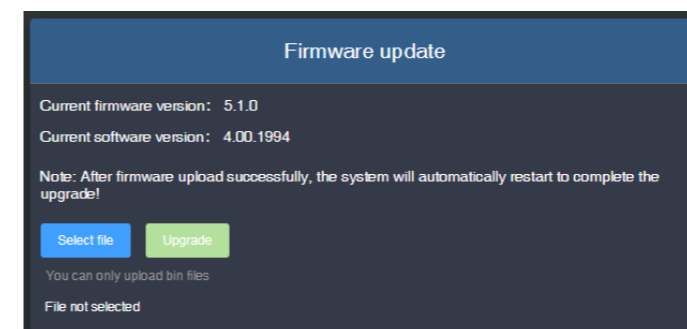 Firmware update
Current firmware version: 5.1.0
Current software version: 4.00.1994
Note: After firmware upload successfully, the system will automatically restart to complete the
upgrade!
Select file Upgrade
You can only upload bin files
File not selected